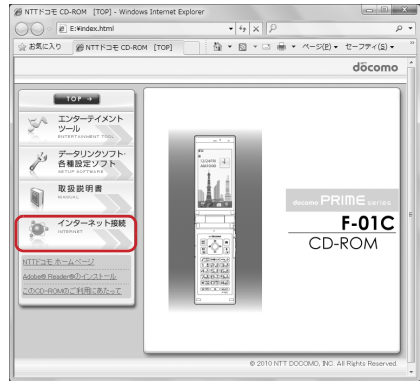 NTTドコモ CD-ROM [TOP] - Windows Internet Explorer
E:¥index.html
お気に入り
NTTドコモ CD-ROM [TOP]
ページ(P)
セーフティ(S)
döcomo
TOP →
エンターテイメント
ツール
ENTERTAINMENT TOOL
データリンクソフト・
各種設定ソフト
SETUP SOFTWARE
取扱説明書
MANUAL
インターネット接続
INTERNET
NTTドコモ ホームページ
Adobe® Reader®のインストール
このCD-ROMのご利用にあたって
docomo PRIME series
F-01C
CD-ROM
© 2010 NTT DOCOMO, INC. All Rights Reserved.